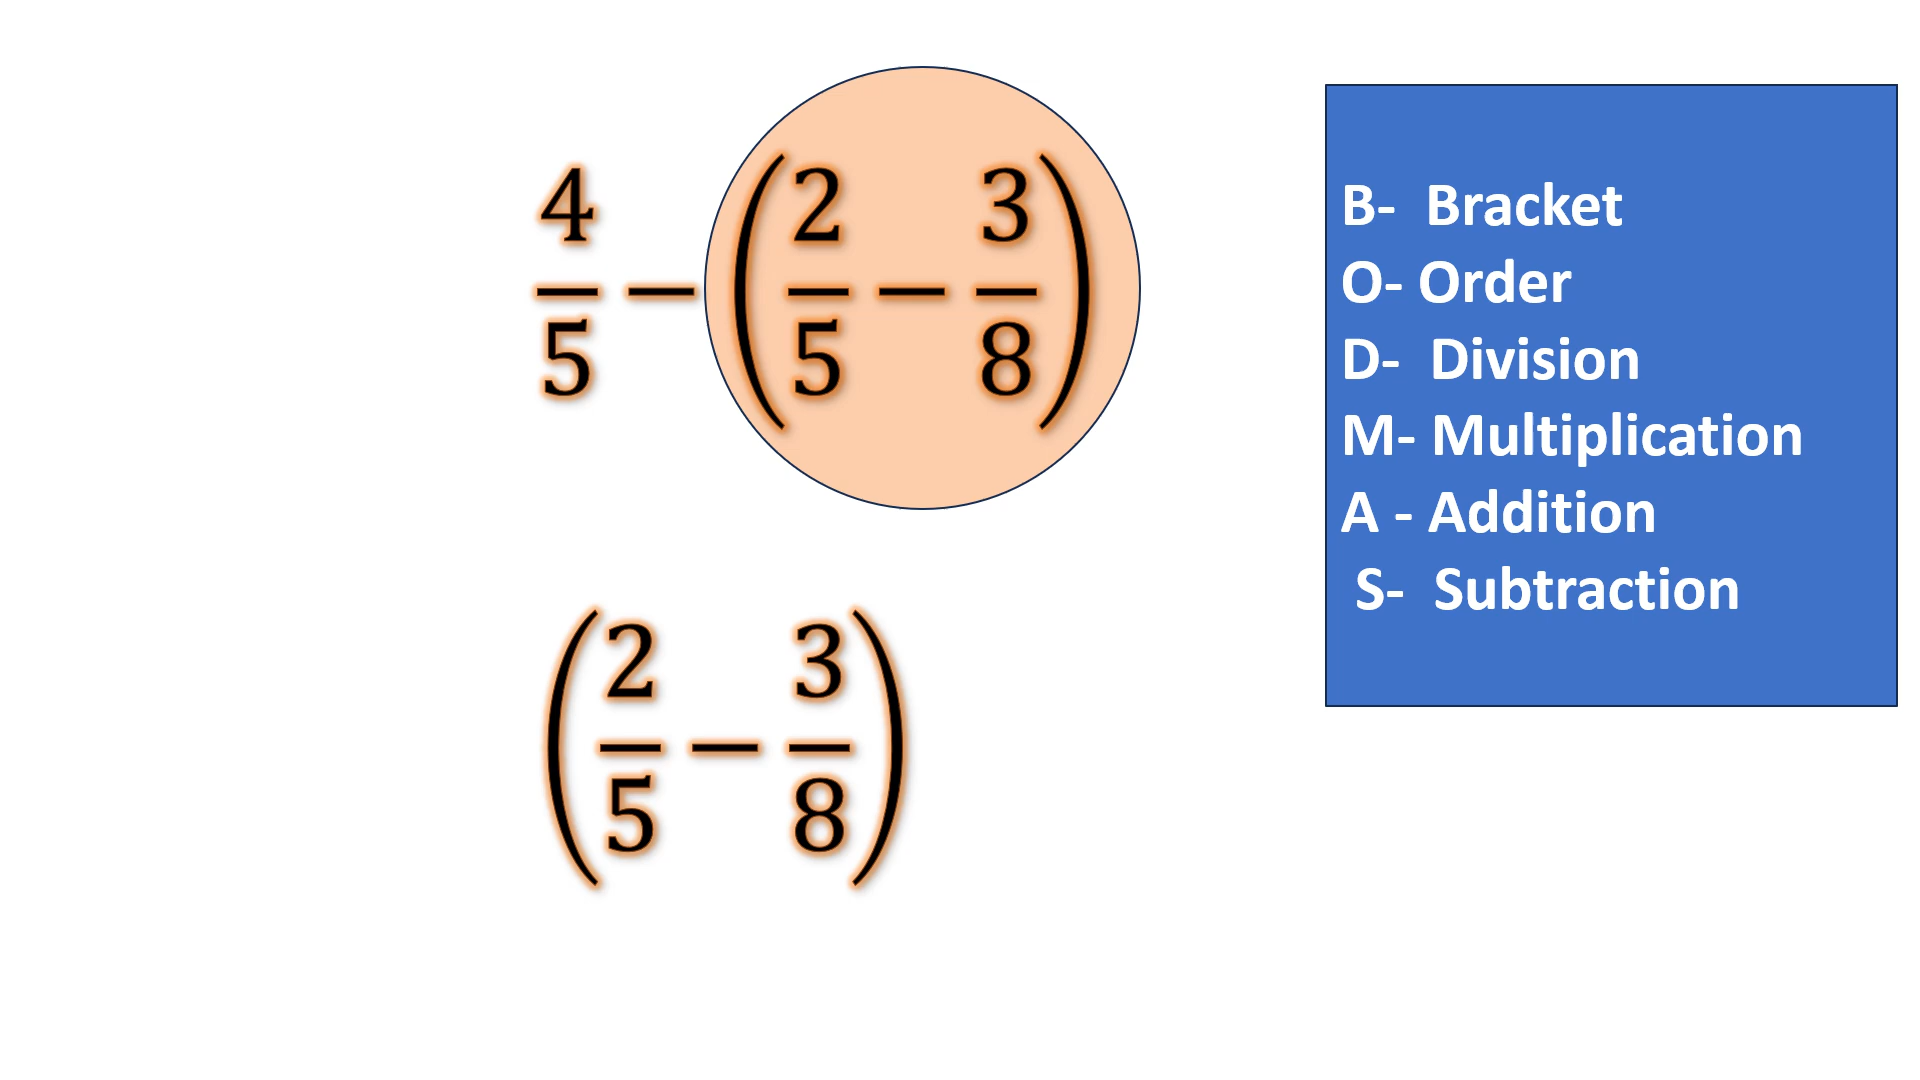 4/5 − (2/5 − 3/8)
(2/5 − 3/8)
B- Bracket
O- Order
D- Division
M- Multiplication
A - Addition
S- Subtraction